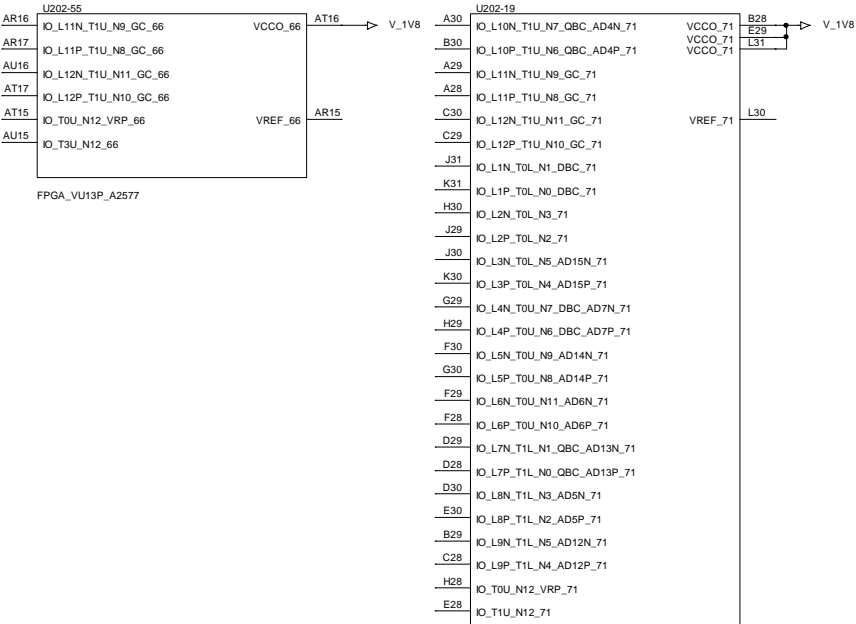 U202-55
AR16 IO_L11N_T1U_N9_GC_66 VCCO_66 AT16 V_1V8
AR17 IO_L11P_T1U_N8_GC_66
AU16 IO_L12N_T1U_N11_GC_66
AT17 IO_L12P_T1U_N10_GC_66
AT15 IO_T0U_N12_VRP_66 VREF_66 AR15
AU15 IO_T3U_N12_66
FPGA_VU13P_A2577
U202-19
A30 IO_L10N_T1U_N7_QBC_AD4N_71 VCCO_71 B28 V_1V8
VCCO_71 E29
B30 IO_L10P_T1U_N6_QBC_AD4P_71 VCCO_71 L31
A29 IO_L11N_T1U_N9_GC_71
A28 IO_L11P_T1U_N8_GC_71
C30 IO_L12N_T1U_N11_GC_71 VREF_71 L30
C29 IO_L12P_T1U_N10_GC_71
J31 IO_L1N_T0L_N1_DBC_71
K31 IO_L1P_T0L_N0_DBC_71
H30 IO_L2N_T0L_N3_71
J29 IO_L2P_T0L_N2_71
J30 IO_L3N_T0L_N5_AD15N_71
K30 IO_L3P_T0L_N4_AD15P_71
G29 IO_L4N_T0U_N7_DBC_AD7N_71
H29 IO_L4P_T0U_N6_DBC_AD7P_71
F30 IO_L5N_T0U_N9_AD14N_71
G30 IO_L5P_T0U_N8_AD14P_71
F29 IO_L6N_T0U_N11_AD6N_71
F28 IO_L6P_T0U_N10_AD6P_71
D29 IO_L7N_T1L_N1_QBC_AD13N_71
D28 IO_L7P_T1L_N0_QBC_AD13P_71
D30 IO_L8N_T1L_N3_AD5N_71
E30 IO_L8P_T1L_N2_AD5P_71
B29 IO_L9N_T1L_N5_AD12N_71
C28 IO_L9P_T1L_N4_AD12P_71
H28 IO_T0U_N12_VRP_71
E28 IO_T1U_N12_71